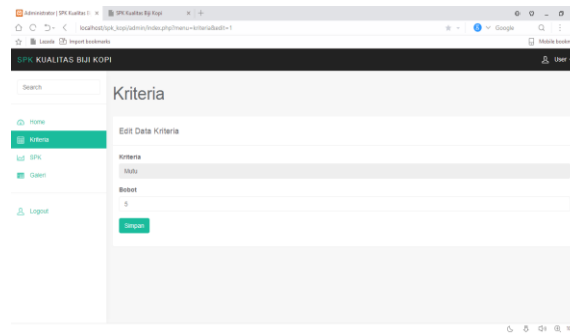 Administrator | SPK Kualitas B
SPK Kualitas Biji Kopi
localhost/spk_kopi/admin/index.php?menu=kriteria&edit=1
Google
Import bookmarks
Mobile bookm
SPK KUALITAS BIJI KOPI
User
Search
Kriteria
Home
Kriteria
SPK
Galeri
Logout
Edit Data Kriteria
Kriteria
Mutu
Bobot
5
Simpan